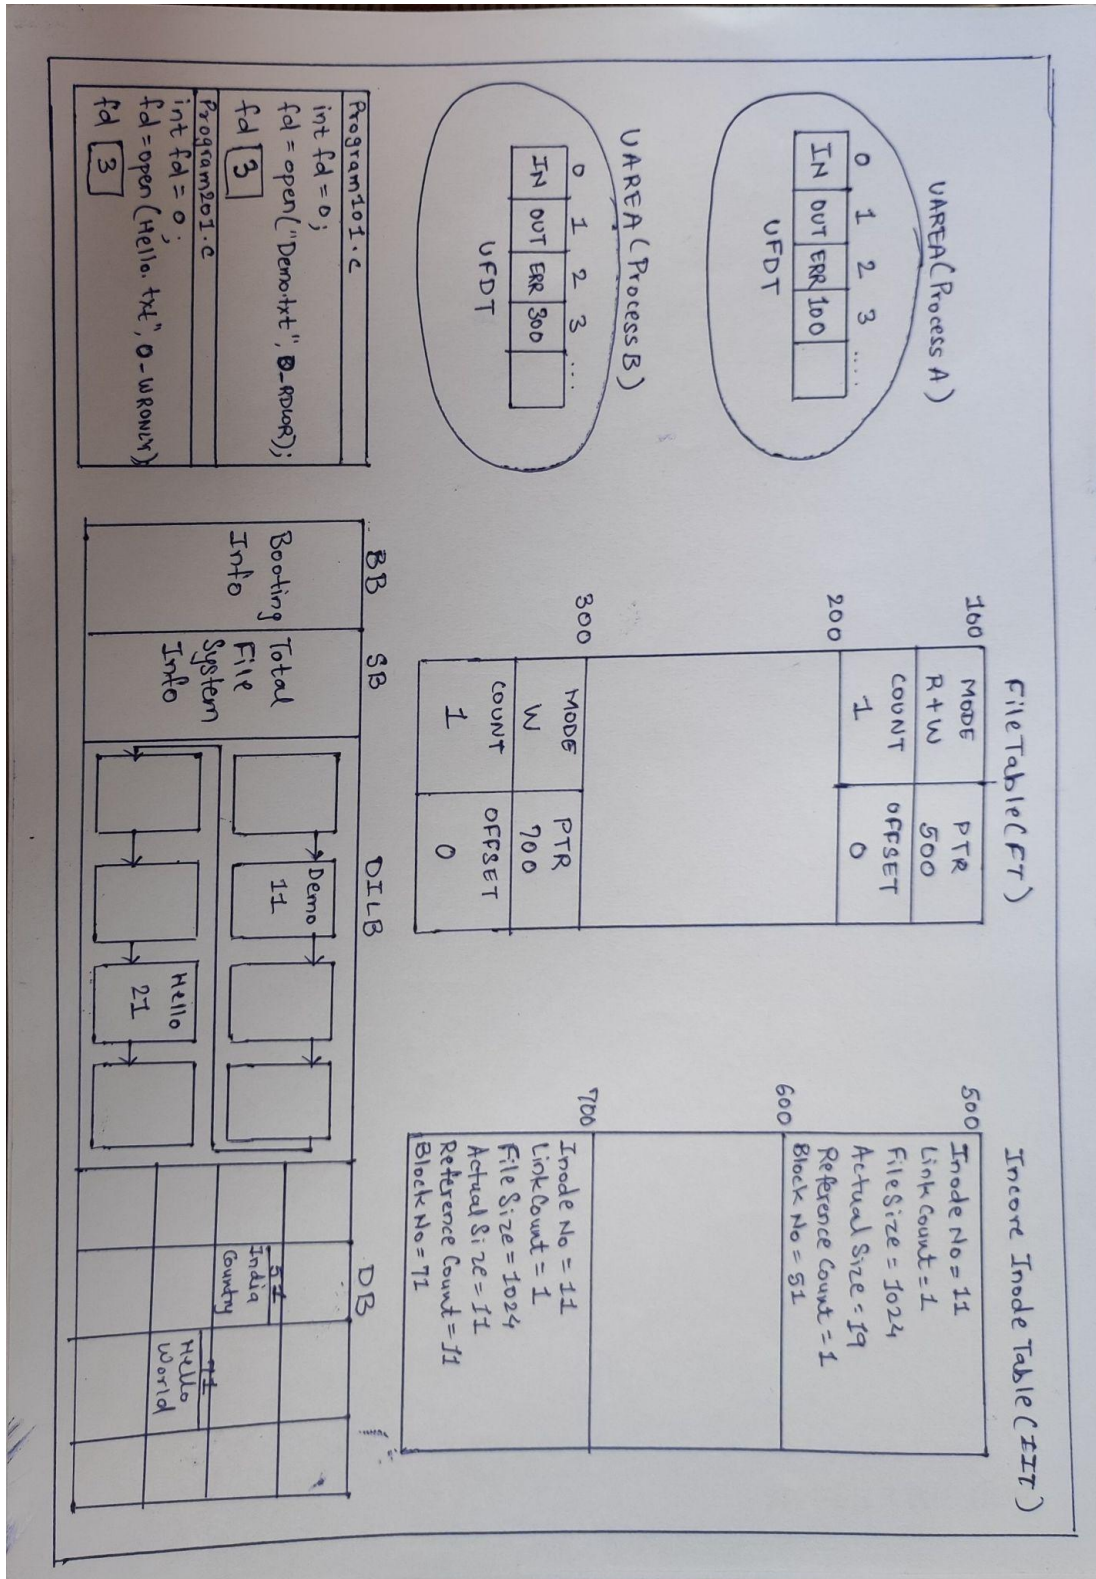 UAREA(Process A)
0 1 2 3 ....
IN OUT ERR 100
UFDT
UAREA(Process B)
0 1 2 3 ....
IN OUT ERR 300
UFDT
Program101.c
int fd=0;
fd=open("Demo.txt", O-RDWR);
fd 3
Program201.c
int fd=0;
fd=open(Hello.txt", O-WRONLY)
fd 3
File Table(FT)
100
MODE PTR
R+W 500
COUNT OFFSET
1 0
200
300
MODE PTR
W 700
COUNT OFFSET
1 0
Incore Inode Table(IIT)
500
Inode No=11
Link Count=1
File Size=1024
Actual Size=19
Reference Count=1
Block No=51
600
700
Inode No=11
Link Count=1
File Size=1024
Actual Size=11
Reference Count=11
Block No=71
BB SB DILB DB
Booting
Info
Total
File
System
Info
Demo
11
Hello
21
51
India
Country
71
Hello
World